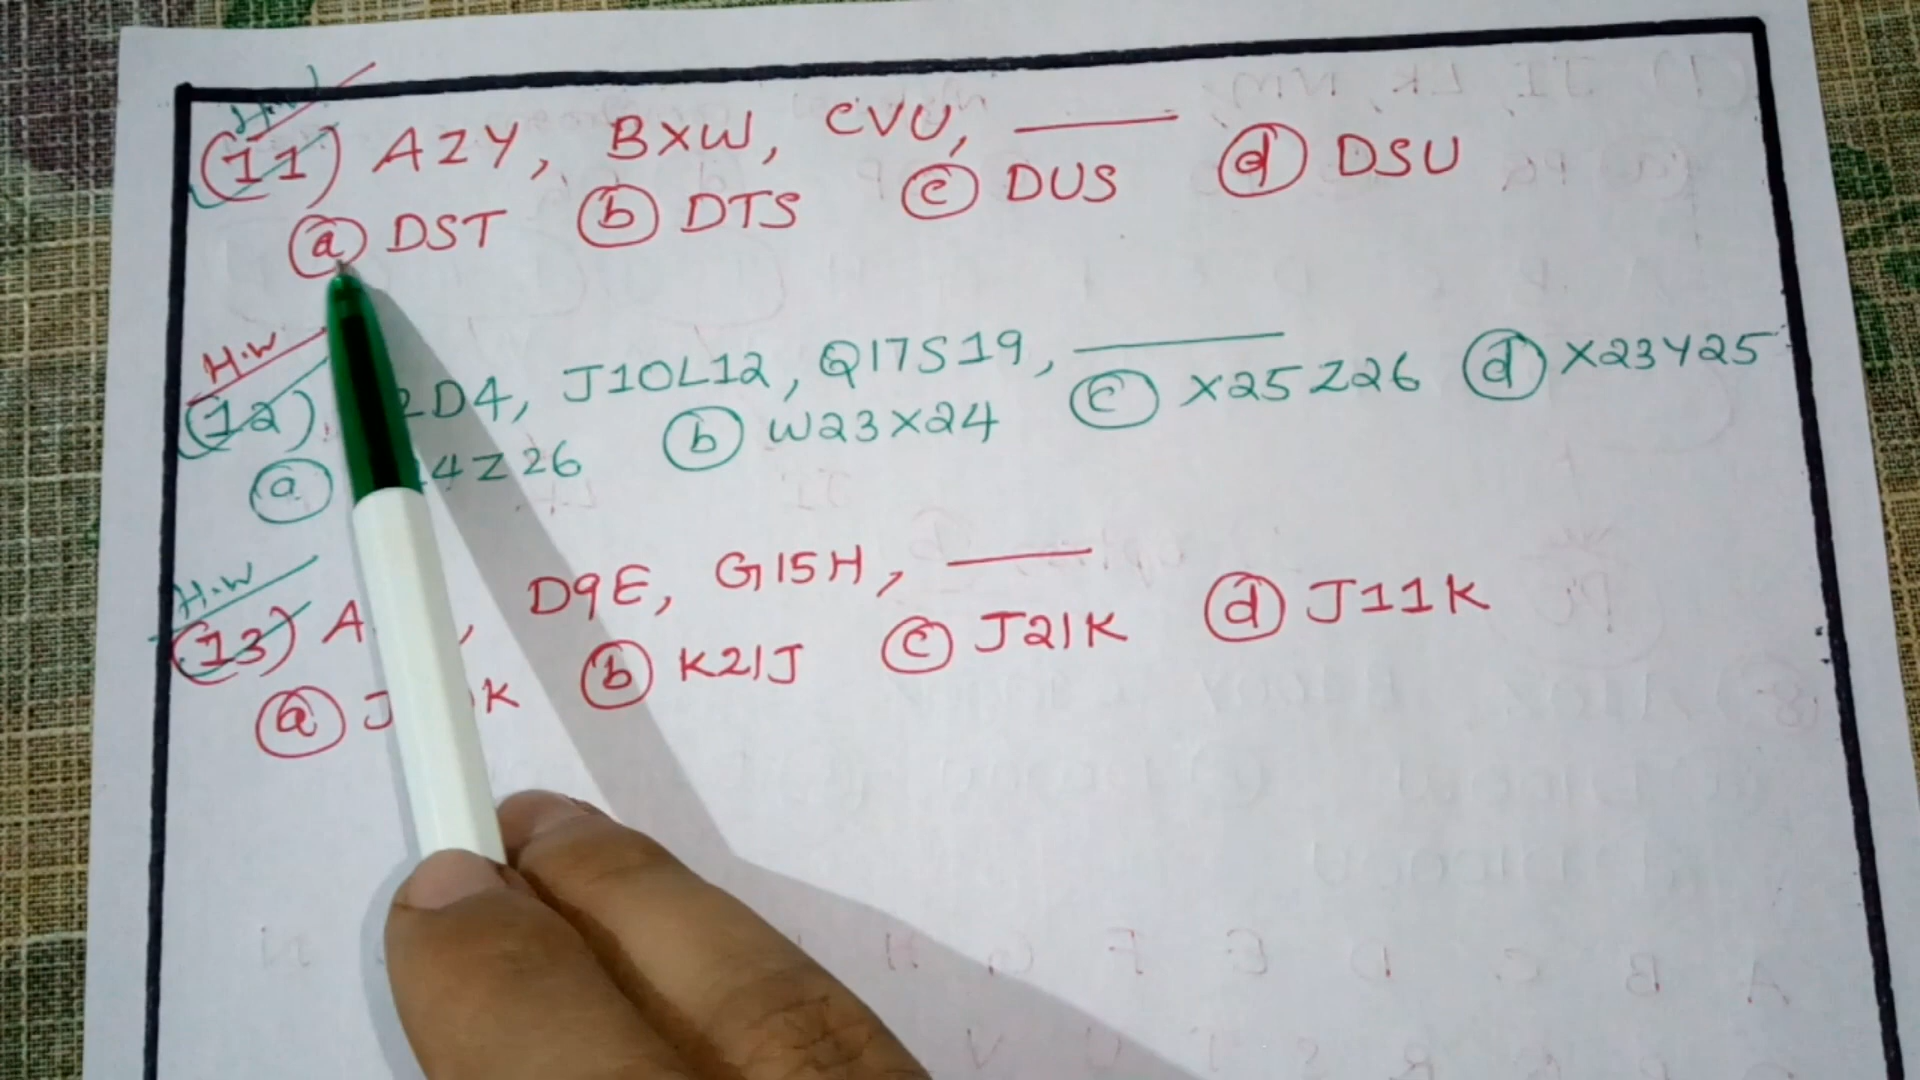 H.W
(11) AZY, BXW, CVU, ____
(a) DST (b) DTS (c) DUS (d) DSU
H.W
(12) 2D4, J10L12, Q17S19, ____
(a) 4Z26 (b) W23X24 (c) X25Z26 (d) X23Y25
H.W
(13) A , D9E, G15H, ____
(a) J K (b) K21J (c) J21K (d) J11K